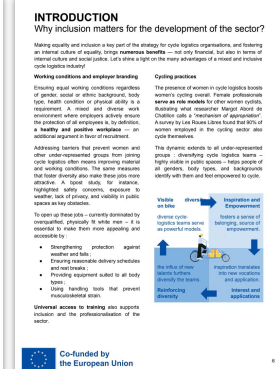 INTRODUCTION
Why inclusion matters for the development of the sector?
Making equality and inclusion a key part of the strategy for cycle logistics organisations, and fostering
an internal culture of equality, brings numerous benefits — not only financial, but also in terms of
internal culture and social justice. Let's shine a light on the many advantages of a mixed and inclusive
cycle logistics industry!
Working conditions and employer branding
Ensuring equal working conditions regardless
of gender, social or ethnic background, body
type, health condition or physical ability is a
requirement. A mixed and diverse work
environment where employers actively ensure
the protection of all employees is, by definition,
a healthy and positive workplace — an
additional argument in favor of recruitment.
Addressing barriers that prevent women and
other under-represented groups from joining
cycle logistics often means improving material
and working conditions. The same measures
that foster diversity also make these jobs more
attractive. A bpost study, for instance,
highlighted safety concerns, exposure to
weather, lack of privacy, and visibility in public
spaces as key obstacles.
To open up these jobs – currently dominated by
overqualified, physically fit white men – it is
essential to make them more appealing and
accessible by :
● Strengthening protection against
weather and falls ;
● Ensuring reasonable delivery schedules
and rest breaks ;
● Providing equipment suited to all body
types ;
● Using handling tools that prevent
musculoskeletal strain.
Universal access to training also supports
inclusion and the professionalisation of the
sector.
Cycling practices
The presence of women in cycle logistics boosts
women's cycling overall. Female professionals
serve as role models for other women cyclists,
illustrating what researcher Margot Abord de
Chatillon calls a "mechanism of appropriation".
A survey by Les Roues Libres found that 90% of
women employed in the cycling sector also
cycle themselves.
This dynamic extends to all under-represented
groups : diversifying cycle logistics teams –
highly visible in public spaces – helps people of
all genders, body types, and backgrounds
identify with them and feel empowered to cycle.
Visible diversity
on bike
diverse cycle-
logistics teams serve
as powerful models.
Inspiration and
Empowerment
fosters a sense of
belonging, source of
empowerment.
the influx of new
talents further
diversify the teams.
Reinforcing
diversity
inspiration translates
into new vocations
and application.
Interest and
applications
Co-funded by
the European Union
6